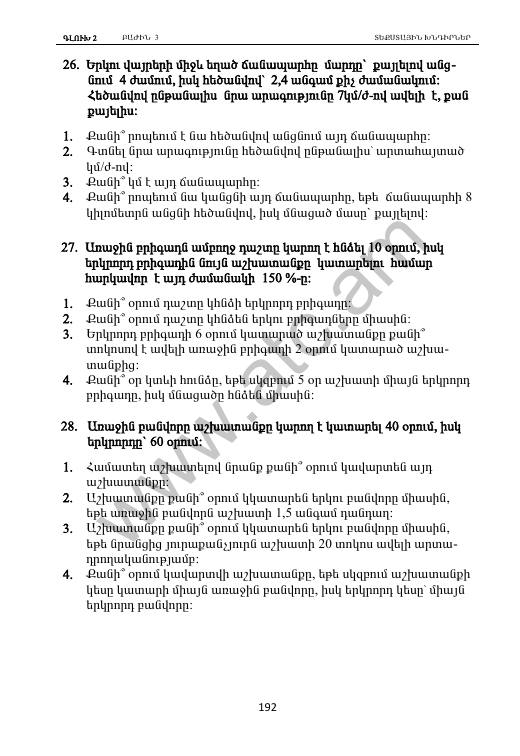 ԳԼՈՒԽ 2 ԲԱԺԻՆ 3 ՏԵՔՍՏԱՅԻՆ ԽՆԴԻՐՆԵՐ
26. Երկու վայրերի միջև եղած ճանապարհը մարդը՝ քայլելով անց-
նում 4 ժամում, իսկ հեծանվով՝ 2,4 անգամ քիչ ժամանակում:
Հեծանվով ընթանալիս նրա արագությունը 7կմ/ժ-ով ավելի է, քան
քայլելիս:
1. Քանի՞ րոպեում է նա հեծանվով անցնում այդ ճանապարհը:
2. Գտնել նրա արագությունը հեծանվով ընթանալիս՝ արտահայտած
կմ/ժ-ով:
3. Քանի՞ կմ է այդ ճանապարհը:
4. Քանի՞ րոպեում նա կանցնի այդ ճանապարհը, եթե ճանապարհի 8
կիլոմետրն անցնի հեծանվով, իսկ մնացած մասը՝ քայլելով:
27. Առաջին բրիգադն ամբողջ դաշտը կարող է հնձել 10 օրում, իսկ
երկրորդ բրիգադին նույն աշխատանքը կատարելու համար
հարկավոր է այդ ժամանակի 150 %-ը:
1. Քանի՞ օրում դաշտը կհնձի երկրորդ բրիգադը:
2. Քանի՞ օրում դաշտը կհնձեն երկու բրիգադները միասին:
3. Երկրորդ բրիգադի 6 օրում կատարած աշխատանքը քանի՞
տոկոսով է ավելի առաջին բրիգադի 2 օրում կատարած աշխա-
տանքից:
4. Քանի՞ օր կտևի հունձը, եթե սկզբում 5 օր աշխատի միայն երկրորդ
բրիգադը, իսկ մնացածը հնձեն միասին:
28. Առաջին բանվորը աշխատանքը կարող է կատարել 40 օրում, իսկ
երկրորդը՝ 60 օրում:
1. Համատեղ աշխատելով նրանք քանի՞ օրում կավարտեն այդ
աշխատանքը:
2. Աշխատանքը քանի՞ օրում կկատարեն երկու բանվորը միասին,
եթե առաջին բանվորն աշխատի 1,5 անգամ դանդաղ:
3. Աշխատանքը քանի՞ օրում կկատարեն երկու բանվորը միասին,
եթե նրանցից յուրաքանչյուրն աշխատի 20 տոկոս ավելի արտա-
դրողականությամբ:
4. Քանի՞ օրում կավարտվի աշխատանքը, եթե սկզբում աշխատանքի
կեսը կատարի միայն առաջին բանվորը, իսկ երկրորդ կեսը՝ միայն
երկրորդ բանվորը:
www.atc.am
192